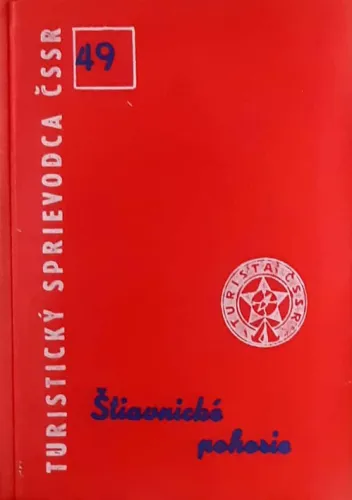 TURISTICKÝ SPRIEVODCA ČSSR
49
TURISTA ČSSR
Štiavnické
pohorie